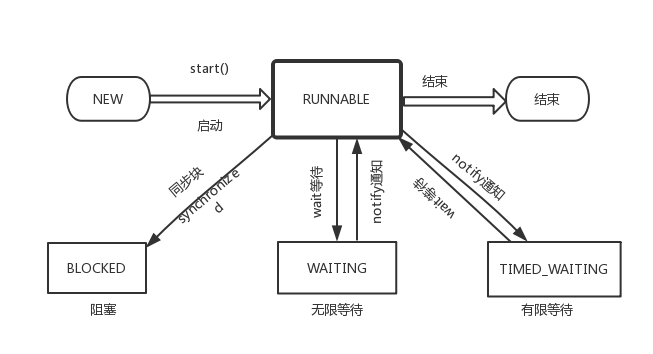 start()
NEW
RUNNABLE
结束
结束
启动
同步块
synchronize
d
wait等待
notify通知
wait等待
notify通知
BLOCKED
WAITING
TIMED_WAITING
阻塞
无限等待
有限等待